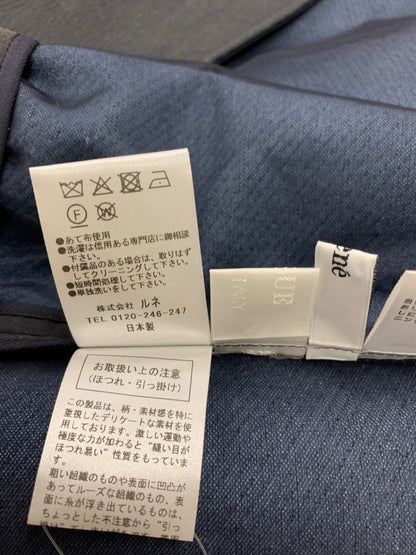 F
W
●あて布使用
●洗濯は信用ある専門店に御相談
●付属品のある場合は、取りはず
してクリーニングして下さい
●短時間処理して下さい
●単独洗いをして下さい
株式会社 ルネ
TEL 0120-246-247
日本製
お取扱い上の注意
(ほつれ・引っ掛け)
この製品は、柄・素材感を特に
重視したデリケートな素材を使
用しております。激しい運動や
極度な力が加わると"縫い目が
ほつれ易い"性質をもっていま
す。
粗い組織のものや表面に凹凸が
あってルーズな組織のもの、表
面に糸が浮き出ているものは、
ちょっとした不注意から"引っ
ITALY
ené